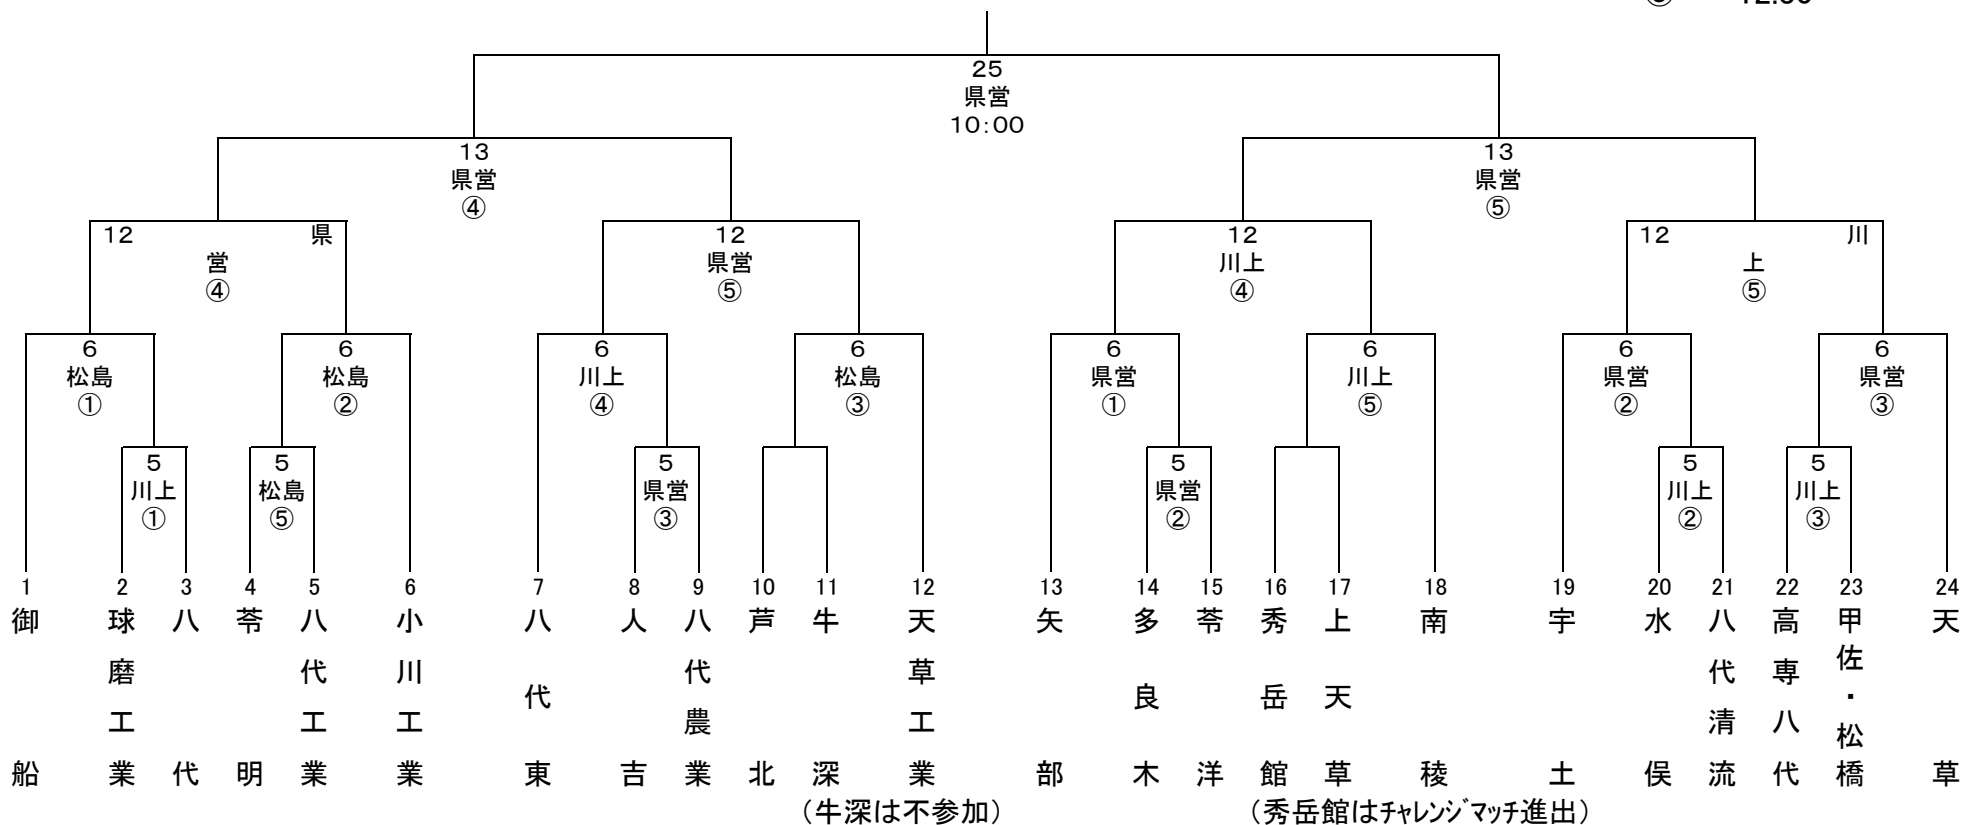 25
県営
10:00
13
県営
④
13
県営
⑤
12 県
営
④
12
県営
⑤
12
川上
④
12 川
上
⑤
6
松島
①
6
松島
②
6
川上
④
6
松島
③
6
県営
①
6
川上
⑤
6
県営
②
6
県営
③
5
川上
①
5
松島
⑤
5
県営
③
5
県営
②
5
川上
②
5
川上
③
1 御船
2 球磨工業
3 八代
4 苓明
5 八代工業
6 小川工業
7 八代東
8 人吉
9 八代農業
10 芦北
11 牛深
12 天草工業
13 矢部
14 多良木
15 苓洋
16 秀岳館
17 上天草
18 南稜
19 宇土
20 水俣
21 八代清流
22 高専八代
23 甲佐・松橋
24 天草
（牛深は不参加）
（秀岳館はﾁｬﾚﾝｼﾞﾏｯﾁ進出）